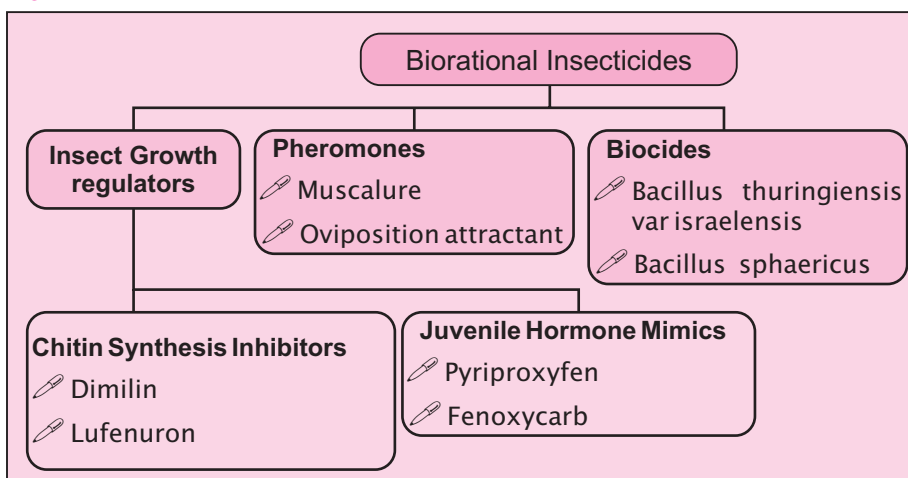 Biorational Insecticides
Insect Growth
regulators
Pheromones
Muscalure
Oviposition attractant
Biocides
Bacillus thuringiensis
var israelensis
Bacillus sphaericus
Chitin Synthesis Inhibitors
Dimilin
Lufenuron
Juvenile Hormone Mimics
Pyriproxyfen
Fenoxycarb